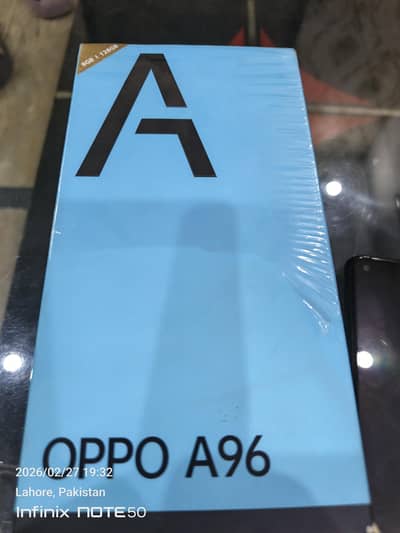 8GB | 128GB
A
OPPO A96
2026/02/27 19:32
Lahore, Pakistan
Infinix NOTE50